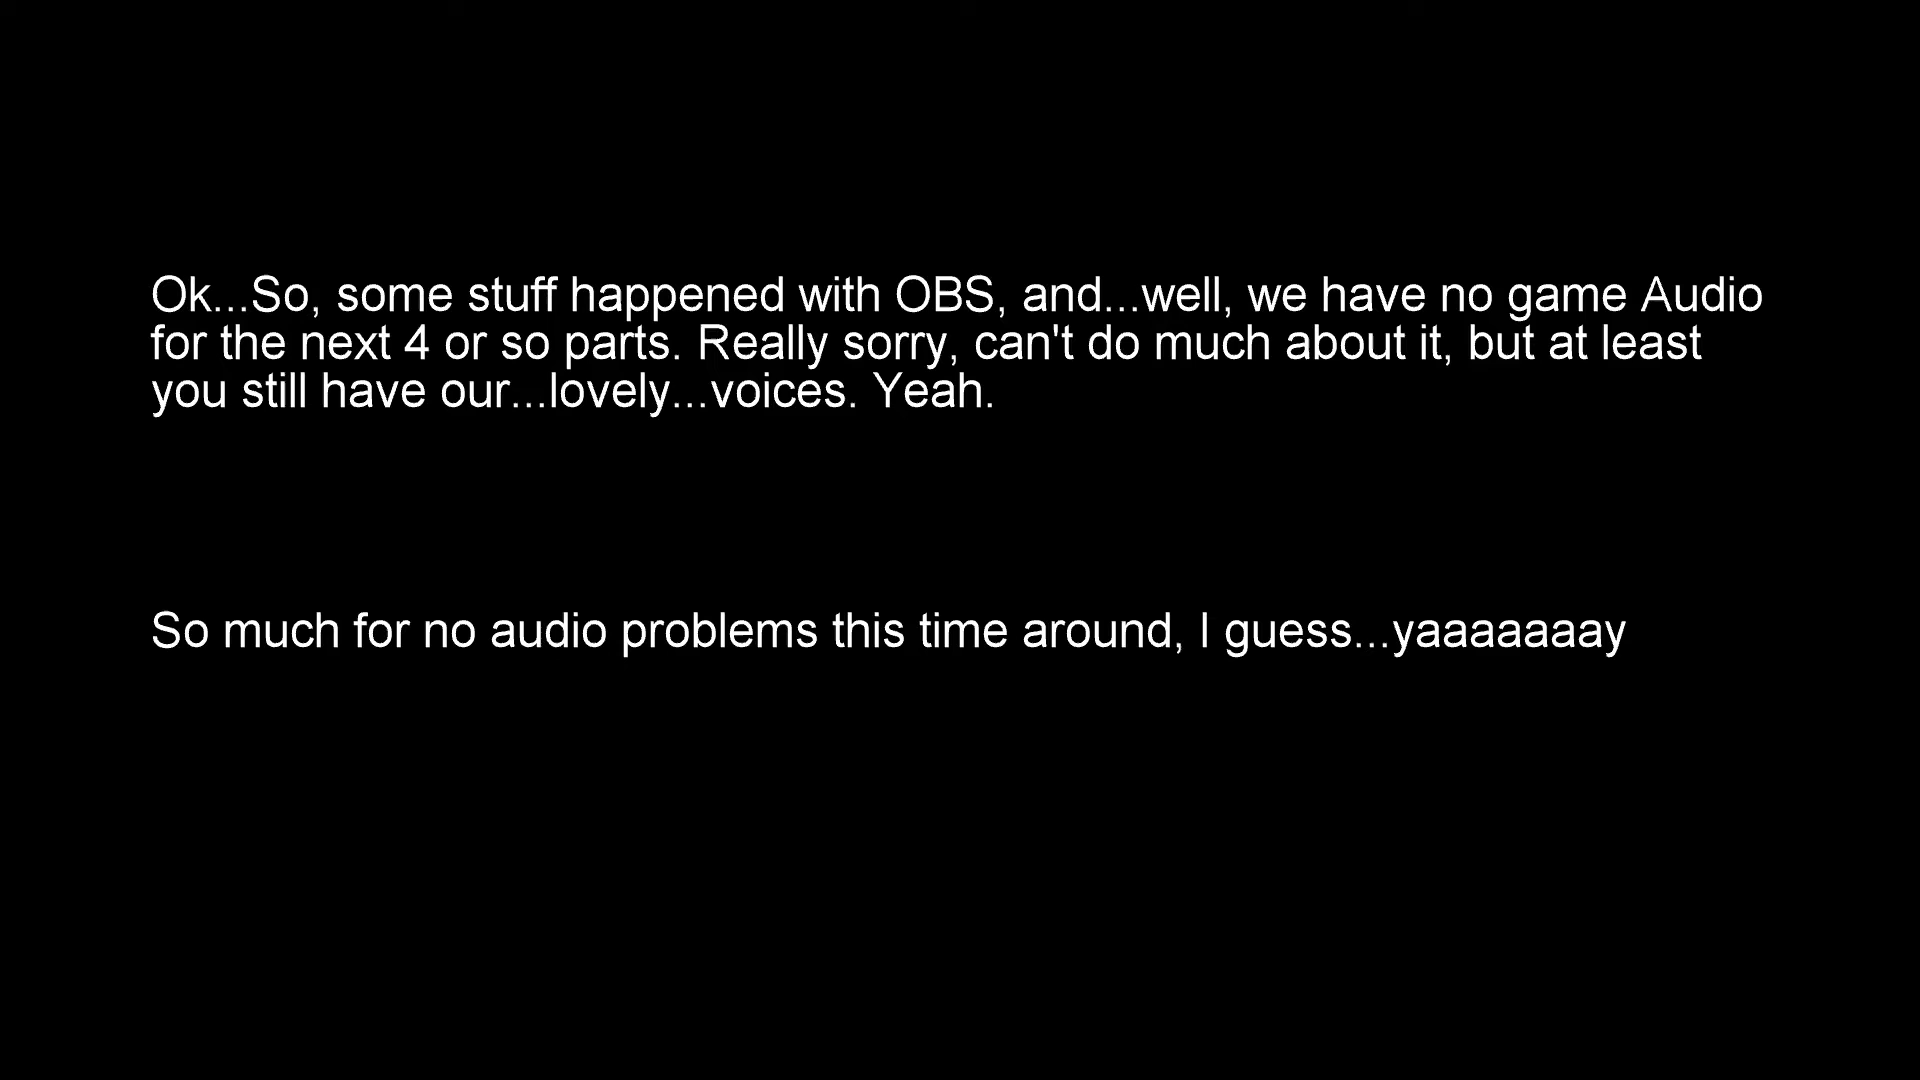 Ok...So, some stuff happened with OBS, and...well, we have no game Audio
for the next 4 or so parts. Really sorry, can't do much about it, but at least
you still have our...lovely...voices. Yeah.
So much for no audio problems this time around, I guess...yaaaaaaay